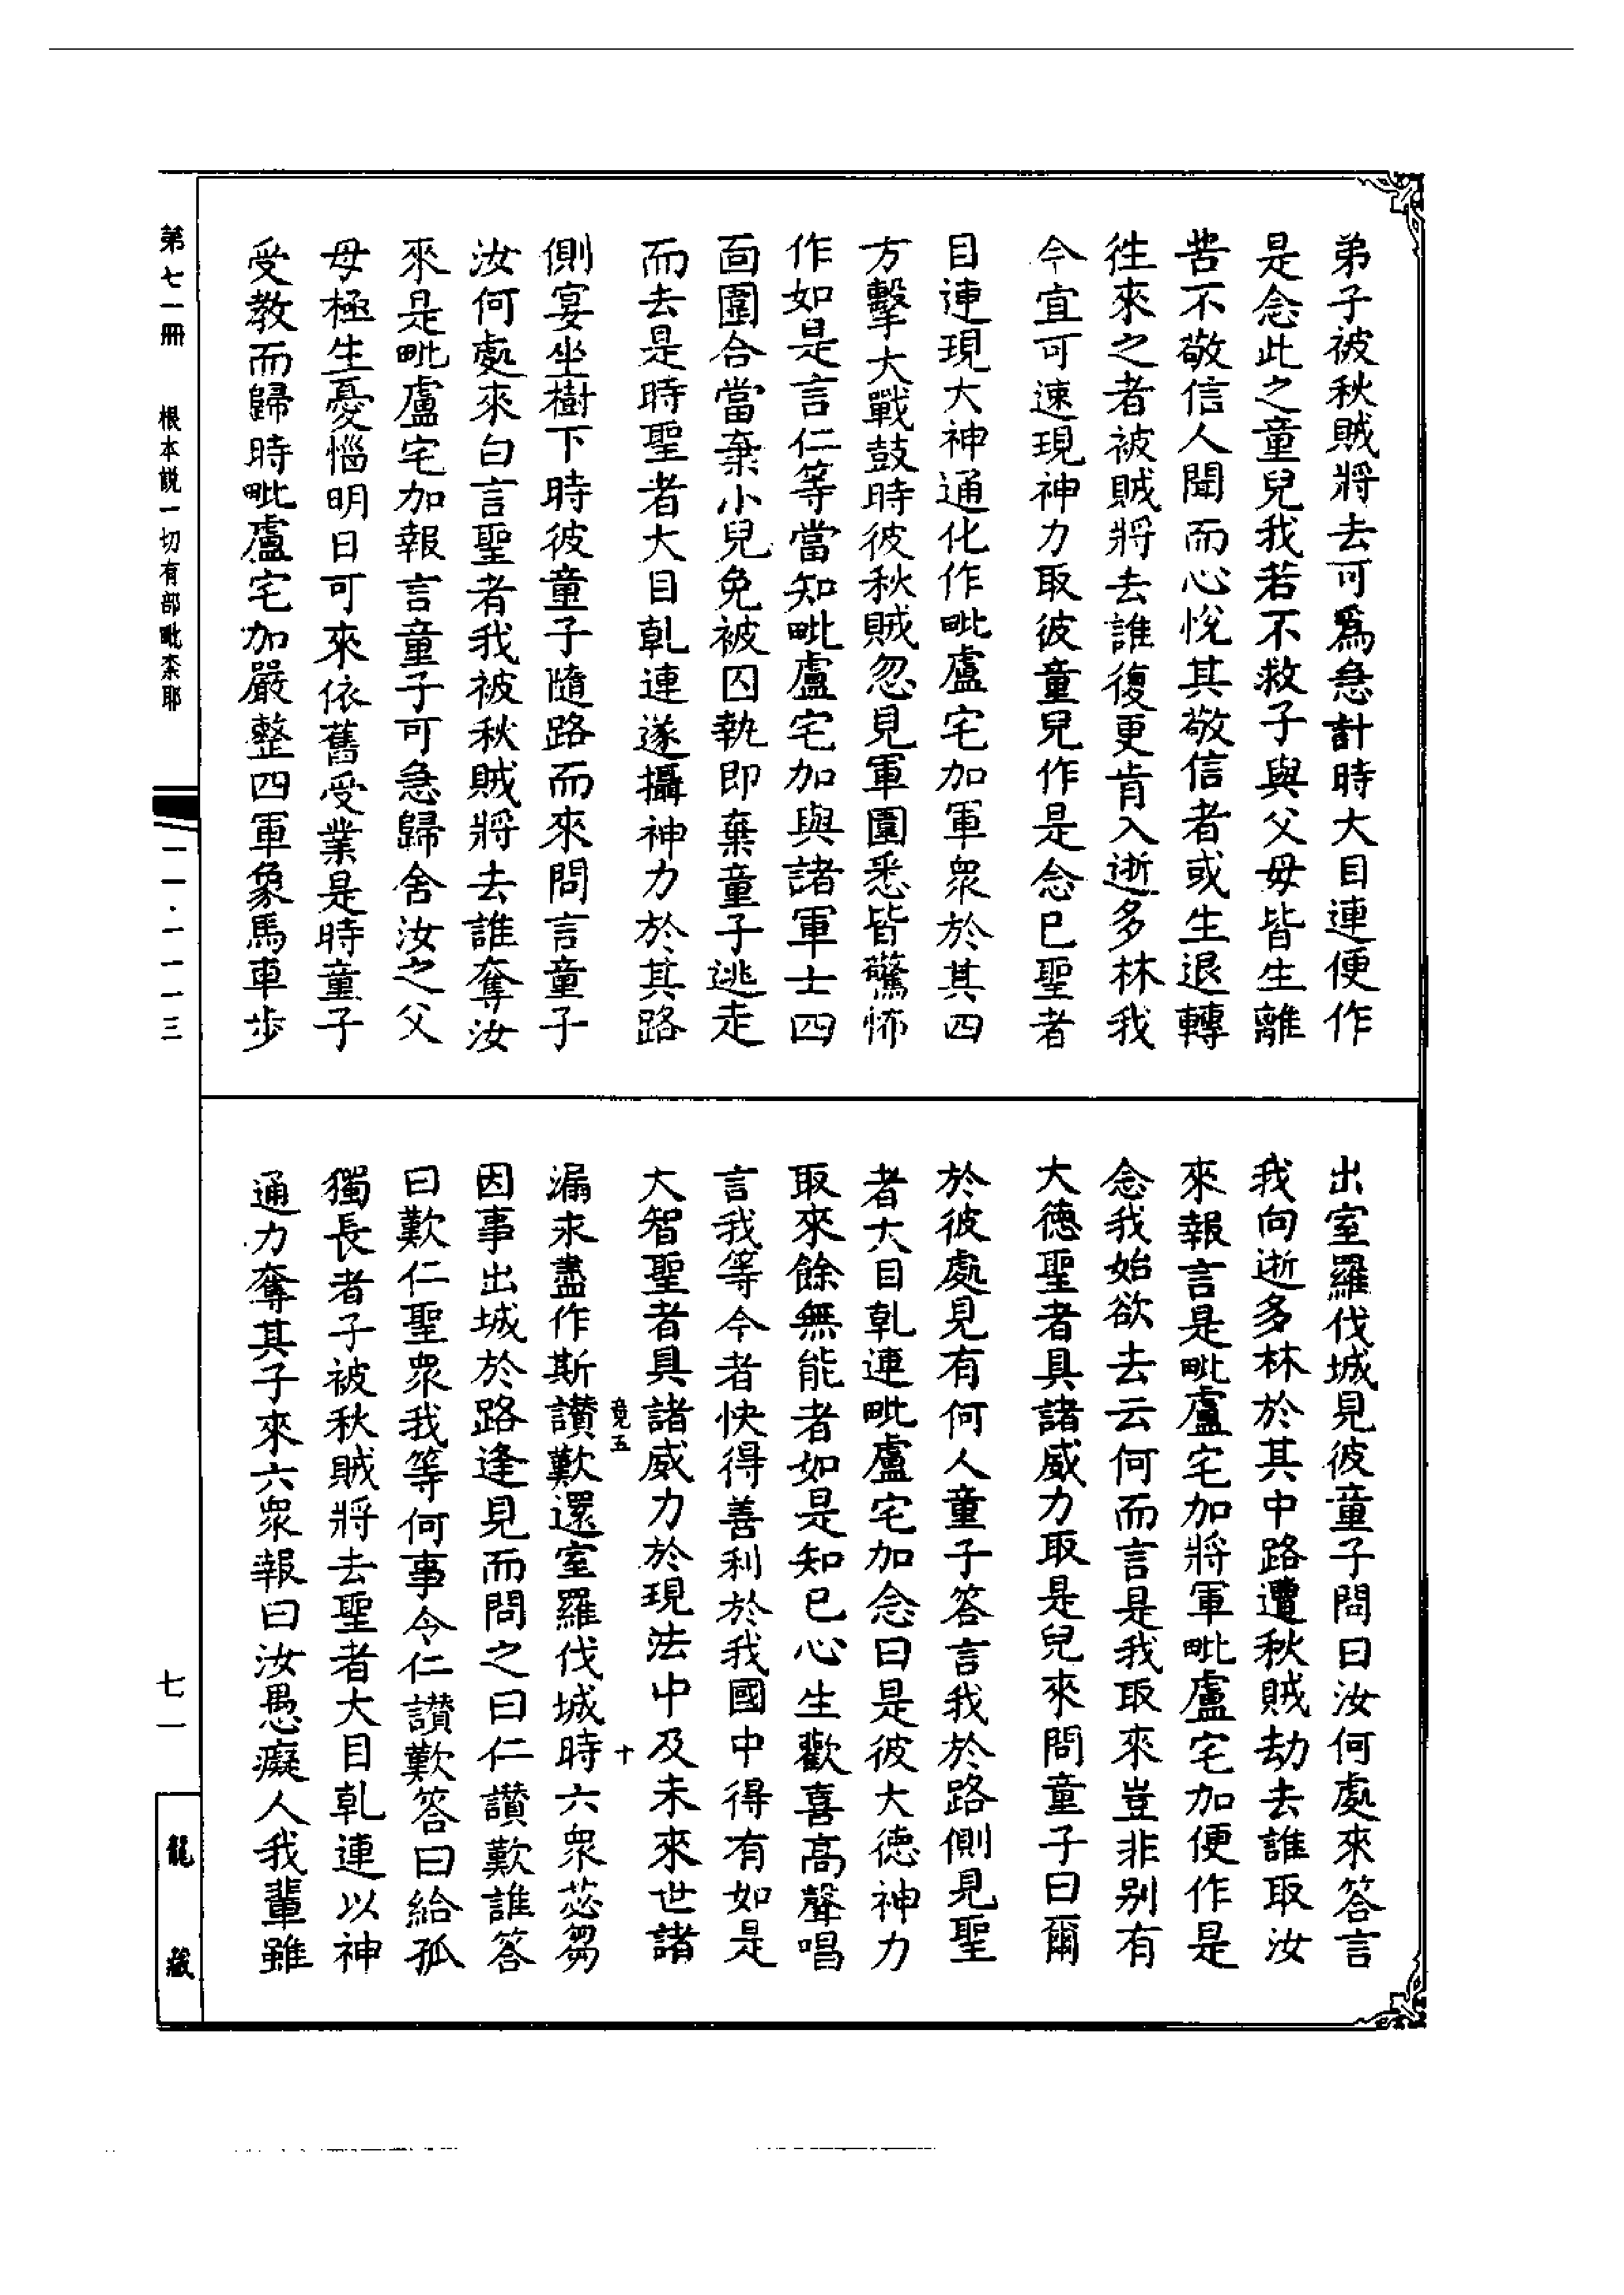 弟子被秋賊將去可爲急計時大目連便作
是念此之童兒我若不救子與父母皆生離
苦不敬信人聞而心悅其敬信者或生退轉
徃來之者被賊將去誰復更肯入逝多林我
今宜可速現神力取彼童兒作是念已聖者
目連現大神通化作毗盧宅加軍眾於其四
方擊大戰鼓時彼秋賊忽見軍圍悉皆驚怖
作如是言仁等當知毗盧宅加與諸軍士四
面圍合當棄小兒免被囚執即棄童子逃走
而去是時聖者大目乾連遂攝神力於其路
側宴坐樹下時彼童子隨路而來問言童子
汝何處來白言聖者我被秋賊將去誰奪汝
來是毗盧宅加報言童子可急歸舍汝之父
母極生憂惱明日可來依舊受業是時童子
受教而歸時毗盧宅加嚴整四軍象馬車步
出室羅伐城見彼童子問曰汝何處來答言
我向逝多林於其中路遭秋賊劫去誰取汝
來報言是毗盧宅加將軍毗盧宅加便作是
念我始欲去云何而言是我取來豈非別有
大德聖者具諸威力取是兒來問童子曰爾
於彼處見有何人童子答言我於路側見聖
者大目乾連毗盧宅加念曰是彼大德神力
取來餘無能者如是知已心生歡喜高聲唱
言我等今者快得善利於我國中得有如是
大智聖者具諸威力於現法中及未來世諸
竟五 十
漏求盡作斯讚歎還室羅伐城時六眾苾芻
因事出城於路逢見而問之曰仁讚歎誰答
曰歎仁聖眾我等何事令仁讚歎答曰給孤
獨長者子被秋賊將去聖者大目乾連以神
通力奪其子來六眾報曰汝愚癡人我輩雖
第七一冊 根本説一切有部毗柰耶
一一·一一一三
七一
龍藏